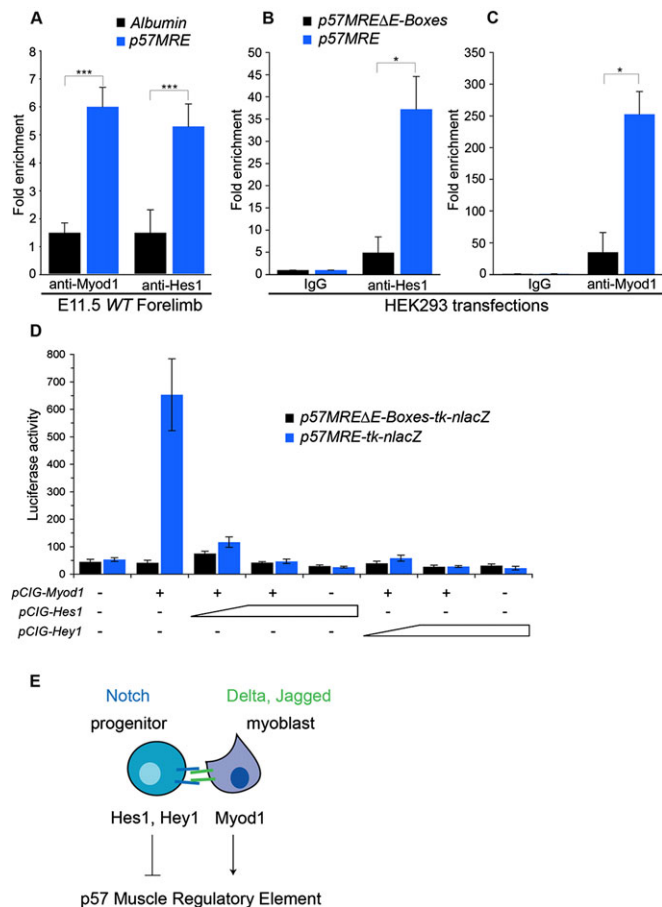 A
Albumin
p57MRE
Fold enrichment
8
7
6
5
4
3
2
1
0
***
***
anti-Myod1 anti-Hes1
E11.5 WT Forelimb
B
p57MREΔE-Boxes
p57MRE
Fold enrichment
50
45
40
35
30
25
20
15
10
5
0
*
IgG anti-Hes1
C
Fold enrichment
350
300
250
200
150
100
50
0
*
IgG anti-Myod1
HEK293 transfections
D
Luciferase activity
800
700
600
500
400
300
200
100
0
p57MREΔE-Boxes-tk-nlacZ
p57MRE-tk-nlacZ
pCIG-Myod1 - + + + - + + -
pCIG-Hes1 - - - - -
pCIG-Hey1 - - - - -
E
Notch Delta, Jagged
progenitor myoblast
Hes1, Hey1 Myod1
p57 Muscle Regulatory Element